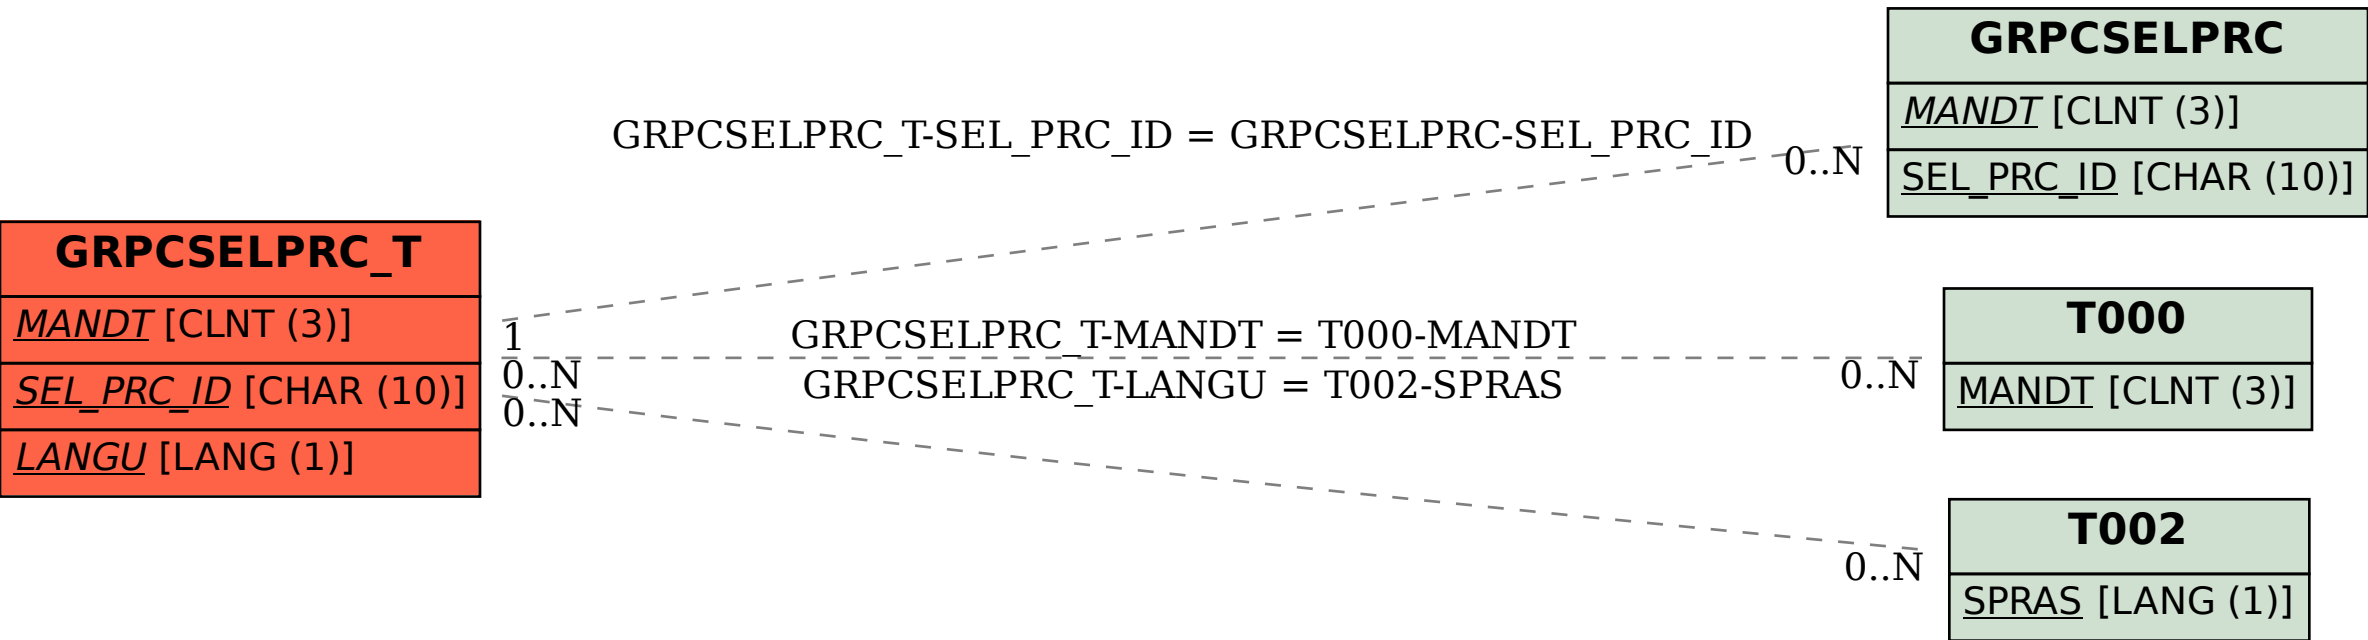 GRPCSELPRC
MANDT [CLNT (3)]
SEL_PRC_ID [CHAR (10)]
GRPCSELPRC_T-SEL_PRC_ID = GRPCSELPRC-SEL_PRC_ID
0..N
GRPCSELPRC_T
MANDT [CLNT (3)]
SEL_PRC_ID [CHAR (10)]
LANGU [LANG (1)]
1
0..N
0..N
GRPCSELPRC_T-MANDT = T000-MANDT
GRPCSELPRC_T-LANGU = T002-SPRAS
0..N
T000
MANDT [CLNT (3)]
0..N
T002
SPRAS [LANG (1)]